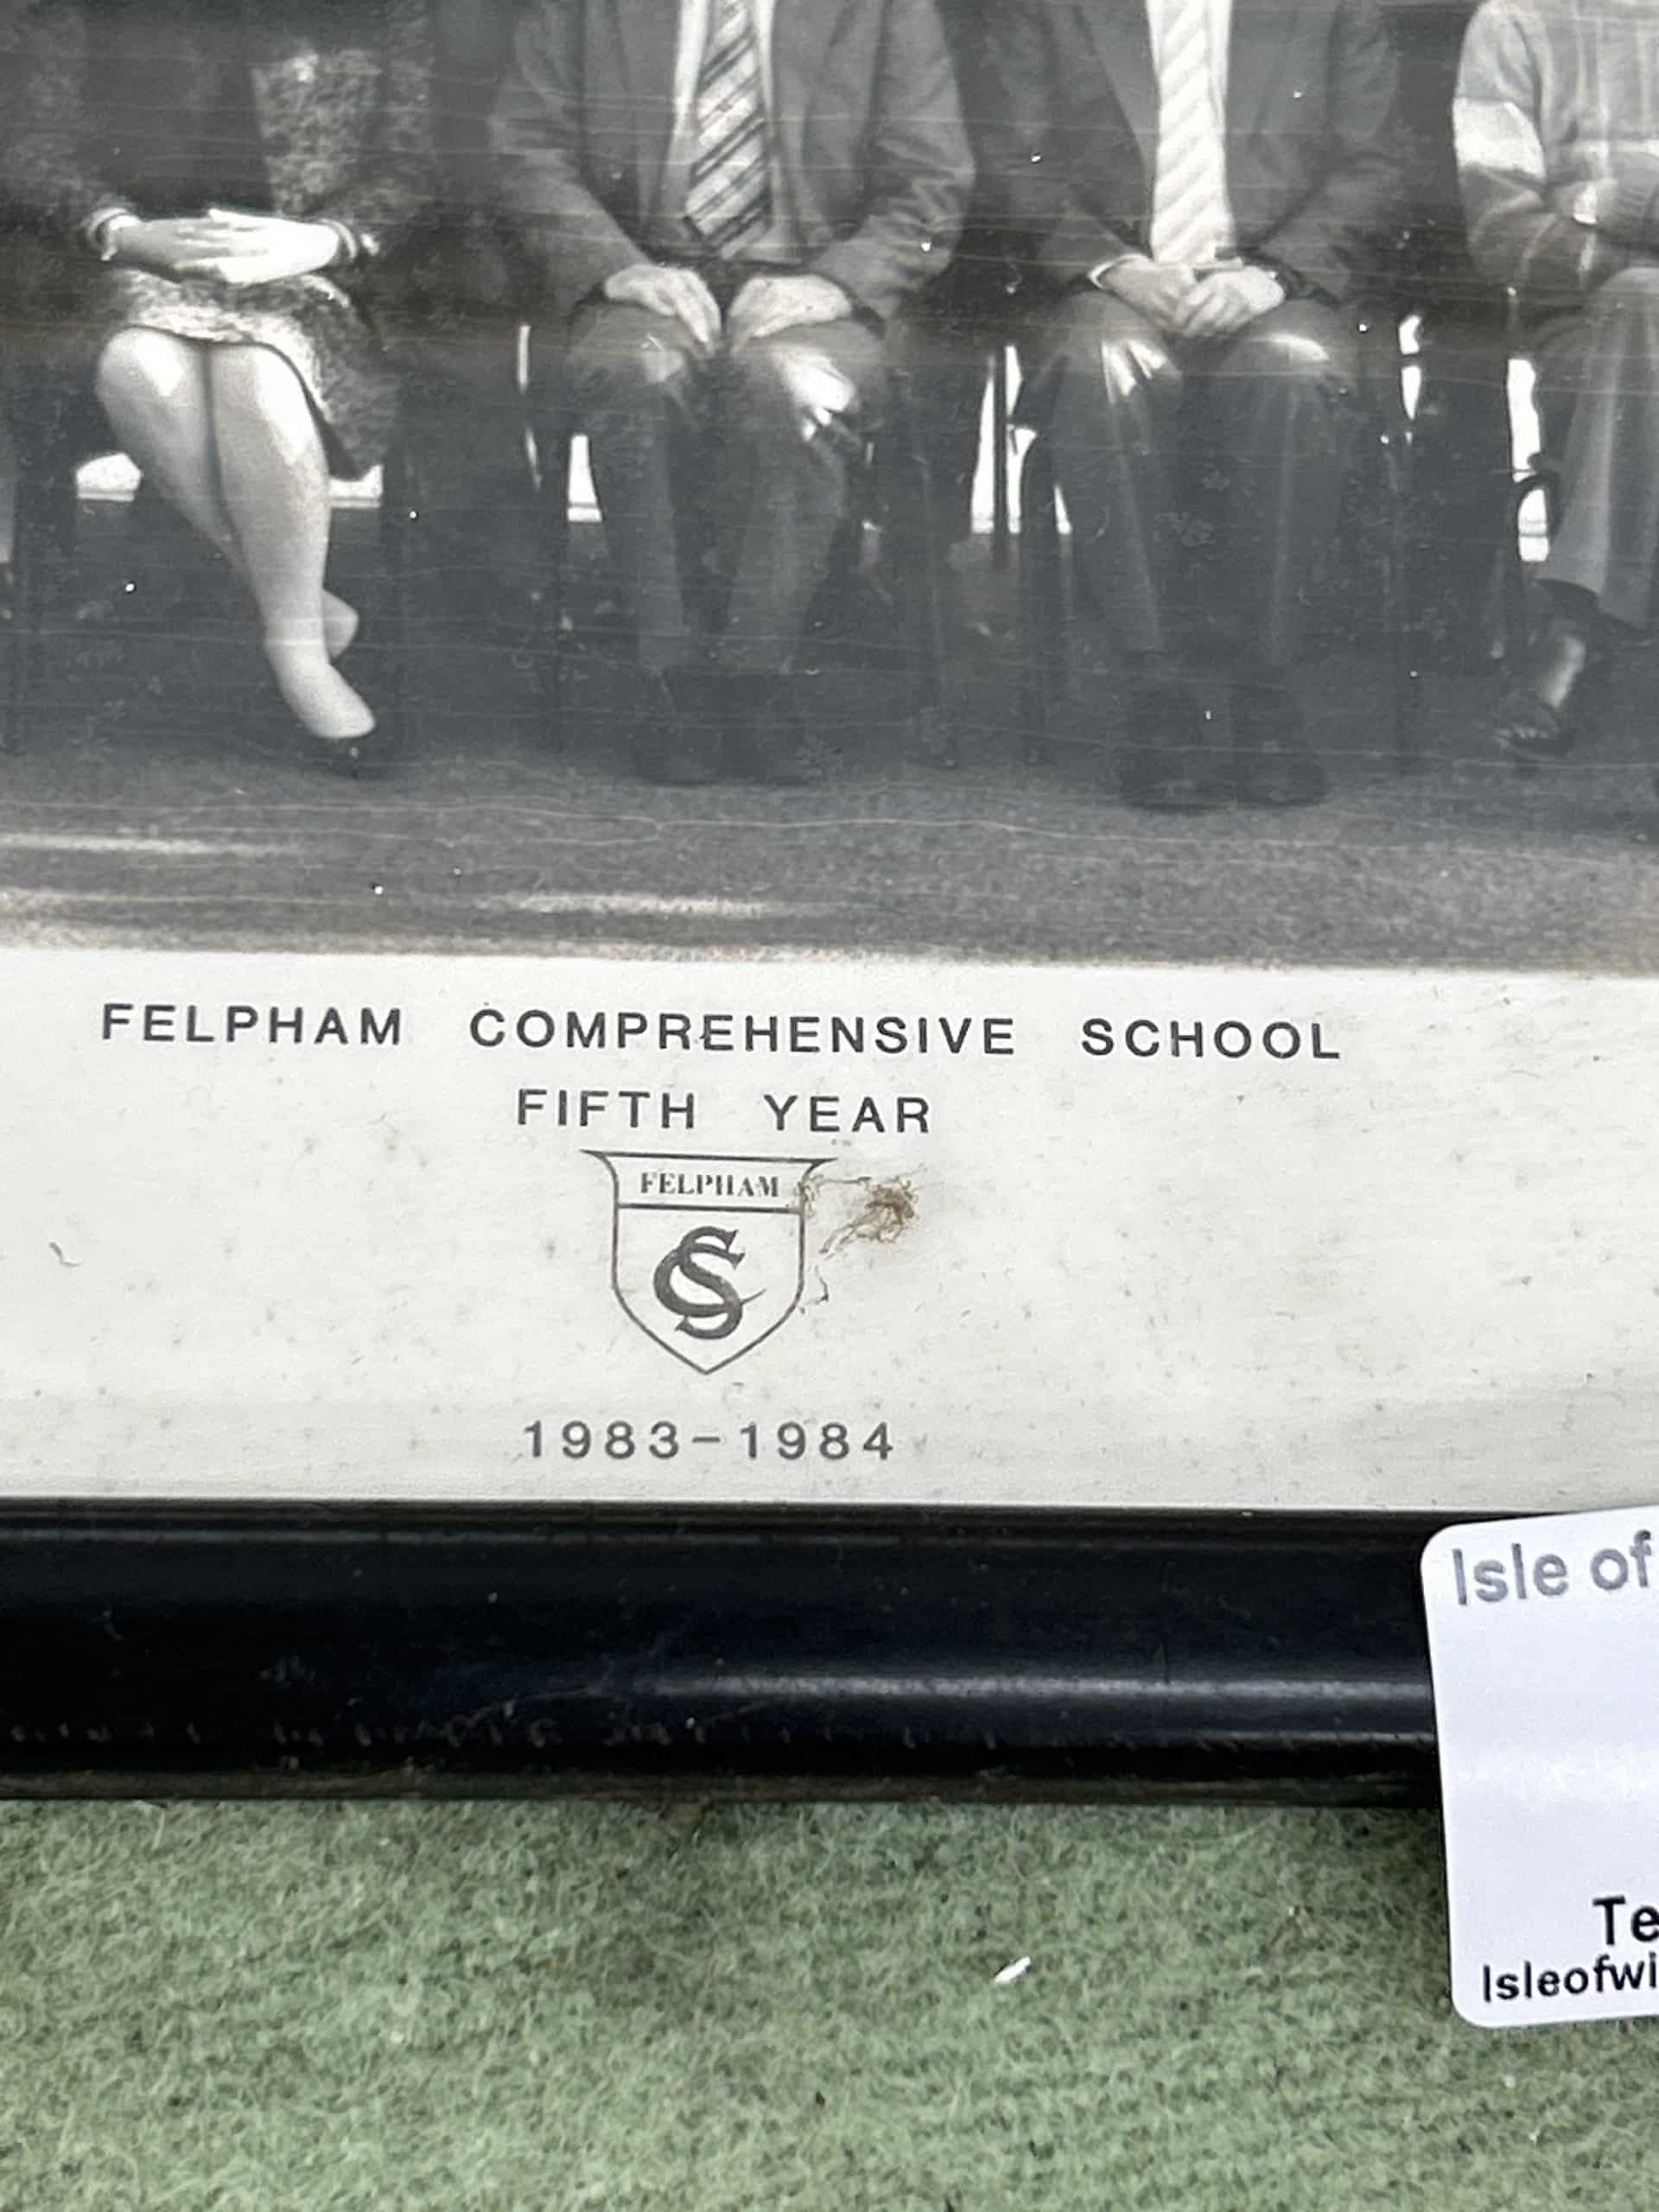 FELPHAM COMPREHENSIVE SCHOOL
FIFTH YEAR
FELPHAM
CS
1983-1984
Isle of
Te
Isleofwi